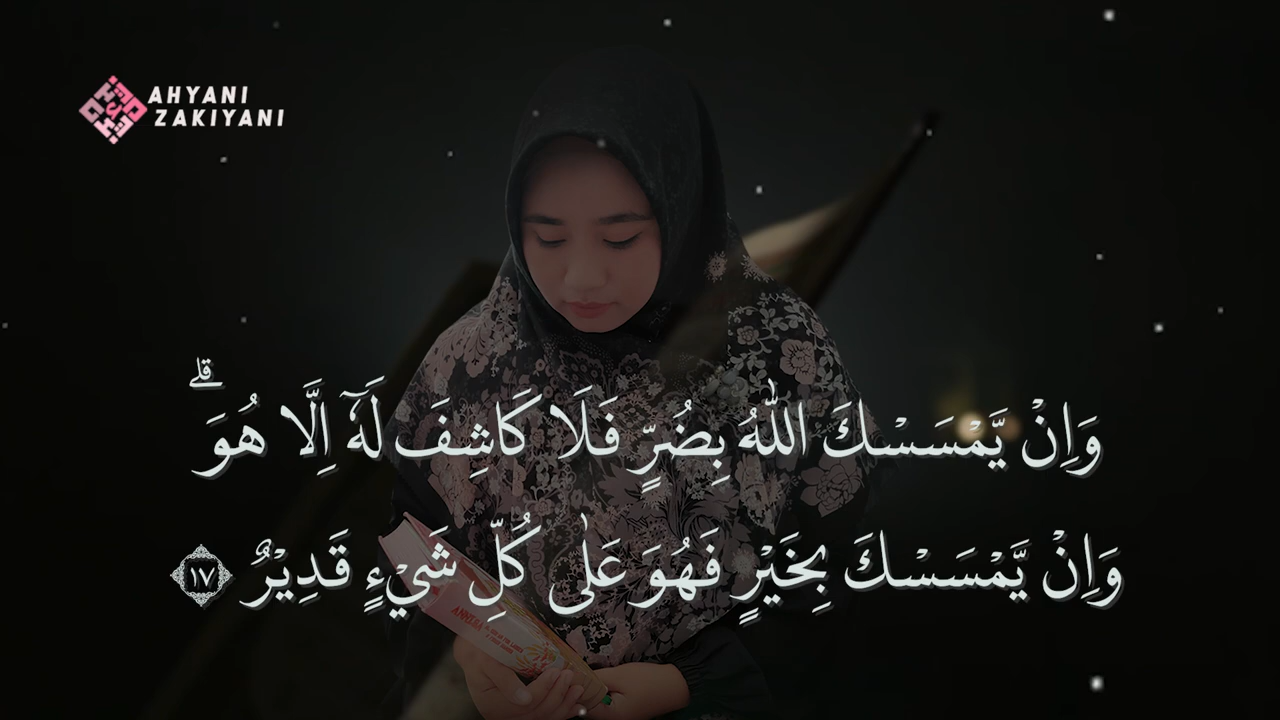 AHYANI
ZAKIYANI
وَاِنْ يَّمْسَسْكَ اللّٰهُ بِضُرٍّ فَلَا كَاشِفَ لَهٗٓ اِلَّا هُوَ ۗ
وَاِنْ يَّمْسَسْكَ بِخَيْرٍ فَهُوَ عَلٰى كُلِّ شَيْءٍ قَدِيْرٌ ١٧